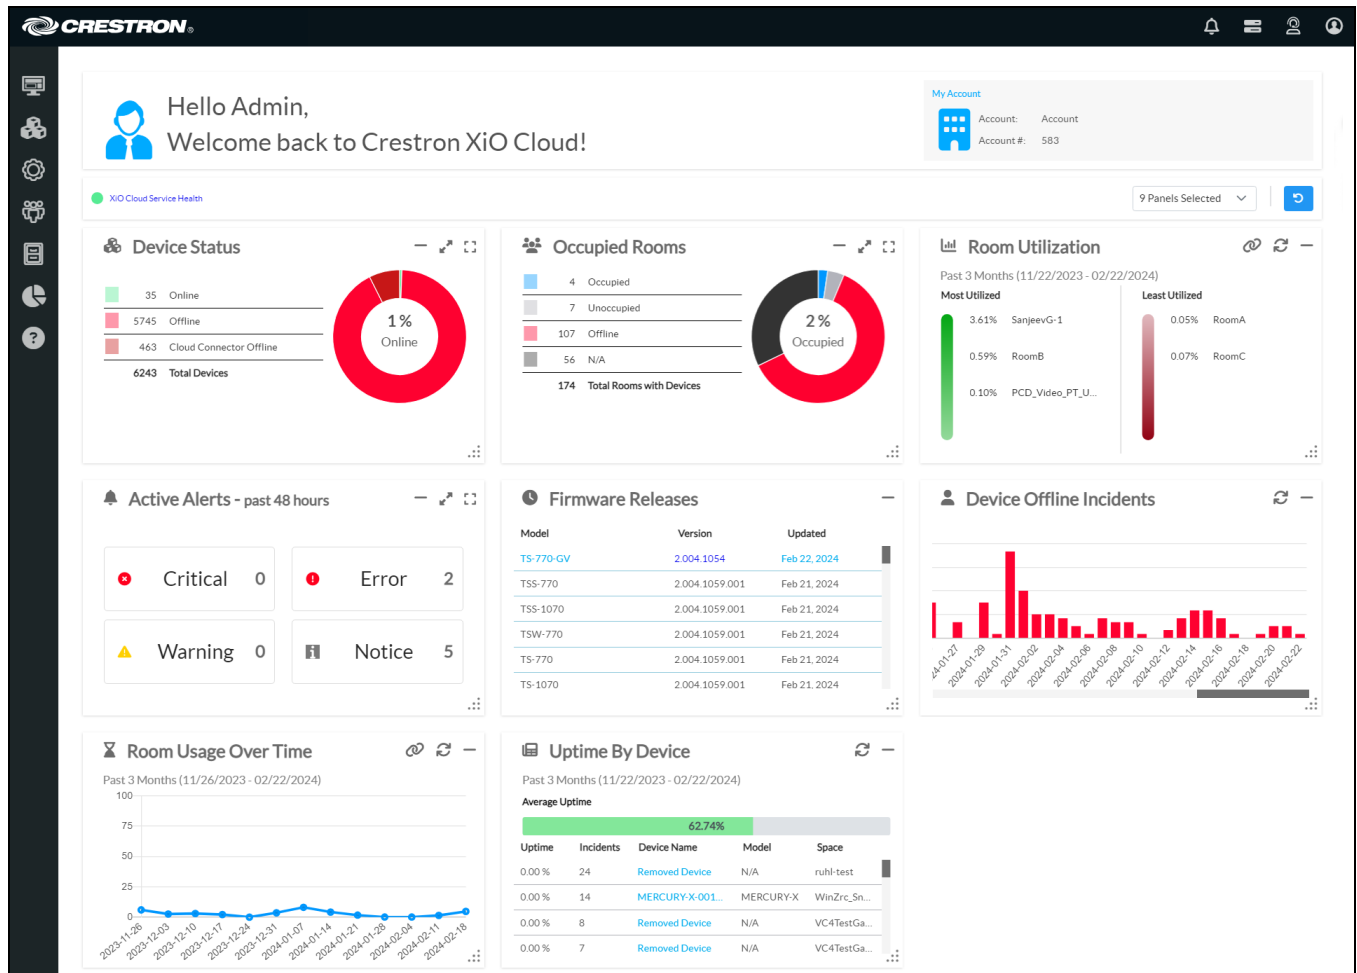 CRESTRON®
Hello Admin,
Welcome back to Crestron XiO Cloud!
My Account
Account: Account
Account #: 583
XiO Cloud Service Health
9 Panels Selected
Device Status
35 Online
5745 Offline
463 Cloud Connector Offline
6243 Total Devices
1%
Online
Occupied Rooms
4 Occupied
7 Unoccupied
107 Offline
56 N/A
174 Total Rooms with Devices
2%
Occupied
Room Utilization
Past 3 Months (11/22/2023 - 02/22/2024)
Most Utilized
3.61% SanjeevG-1
0.59% RoomB
0.10% PCD_Video_PT_U...
Least Utilized
0.05% RoomA
0.07% RoomC
Active Alerts - past 48 hours
Critical 0
Error 2
Warning 0
Notice 5
Firmware Releases
Model Version Updated
TS-770-GV 2.004.1054 Feb 22, 2024
TSS-770 2.004.1059.001 Feb 21, 2024
TSS-1070 2.004.1059.001 Feb 21, 2024
TSW-770 2.004.1059.001 Feb 21, 2024
TS-770 2.004.1059.001 Feb 21, 2024
TS-1070 2.004.1059.001 Feb 21, 2024
Device Offline Incidents
24-01-27
2024-01-29
2024-01-31
2024-02-02
2024-02-04
2024-02-06
2024-02-08
2024-02-10
2024-02-12
2024-02-14
2024-02-16
2024-02-18
2024-02-20
2024-02-22
Room Usage Over Time
Past 3 Months (11/26/2023 - 02/22/2024)
100
75
50
25
0
2023-11-26
2023-12-03
2023-12-10
2023-12-17
2023-12-24
2023-12-31
2024-01-07
2024-01-14
2024-01-21
2024-01-28
2024-02-04
2024-02-11
2024-02-18
Uptime By Device
Past 3 Months (11/22/2023 - 02/22/2024)
Average Uptime
62.74%
Uptime Incidents Device Name Model Space
0.00 % 24 Removed Device N/A ruhl-test
0.00 % 14 MERCURY-X-001... MERCURY-X WinZrc_Sn...
0.00 % 8 Removed Device N/A VC4TestGa...
0.00 % 7 Removed Device N/A VC4TestGa...